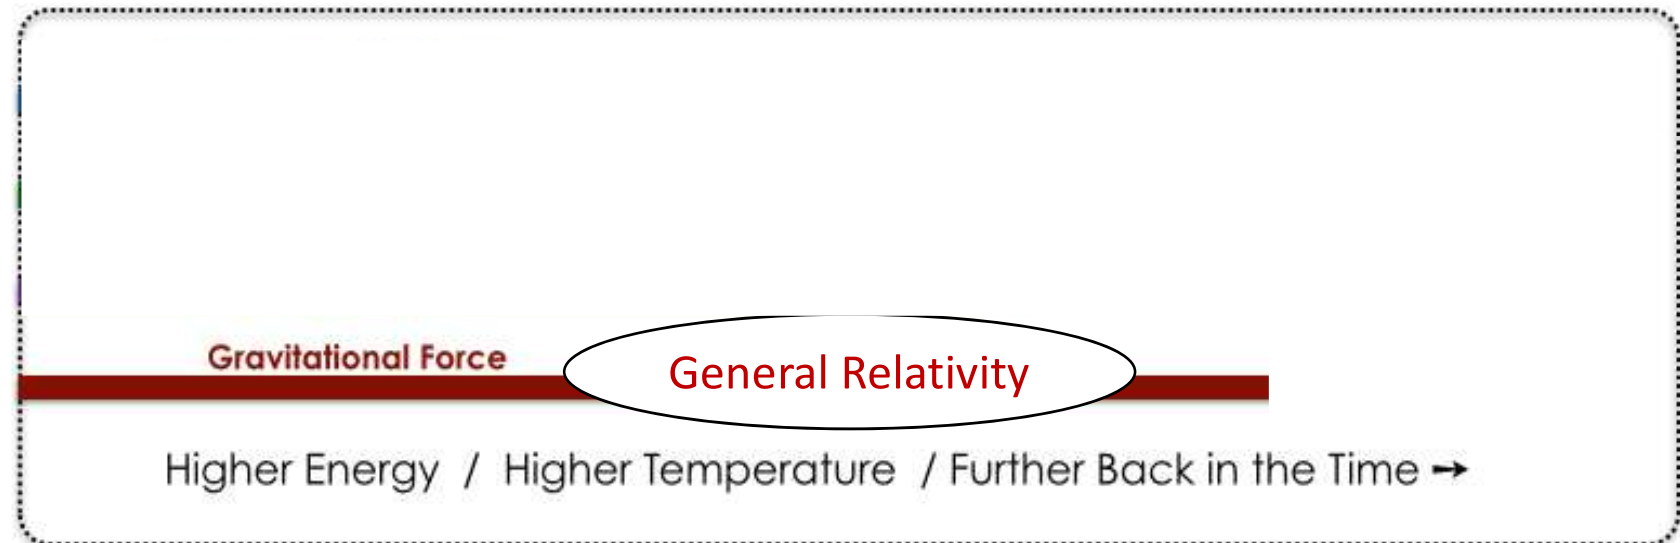 Gravitational Force
General Relativity
Higher Energy / Higher Temperature / Further Back in the Time →